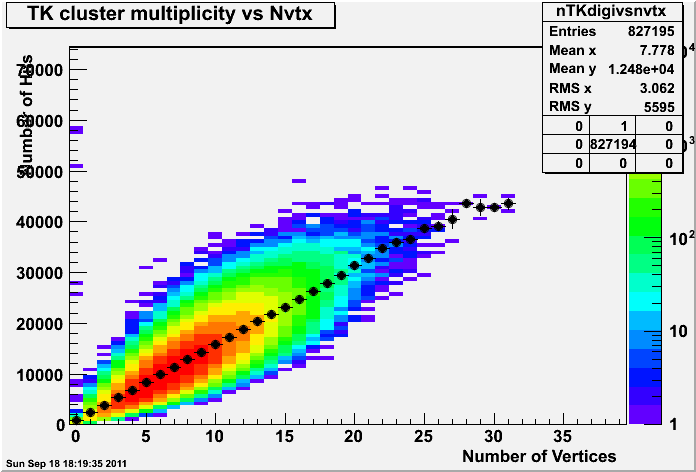 TK cluster multiplicity vs Nvtx
nTKdigivsnvtx
Entries 827195
Mean x 7.778
Mean y 1.248e+04
RMS x 3.062
RMS y 5595
0 1 0
0 827194 0
0 0 0
Number of Hits
70000
60000
50000
40000
30000
20000
10000
0
0 5 10 15 20 25 30 35
Number of Vertices
10⁴
10³
10²
10
1
Sun Sep 18 18:19:35 2011